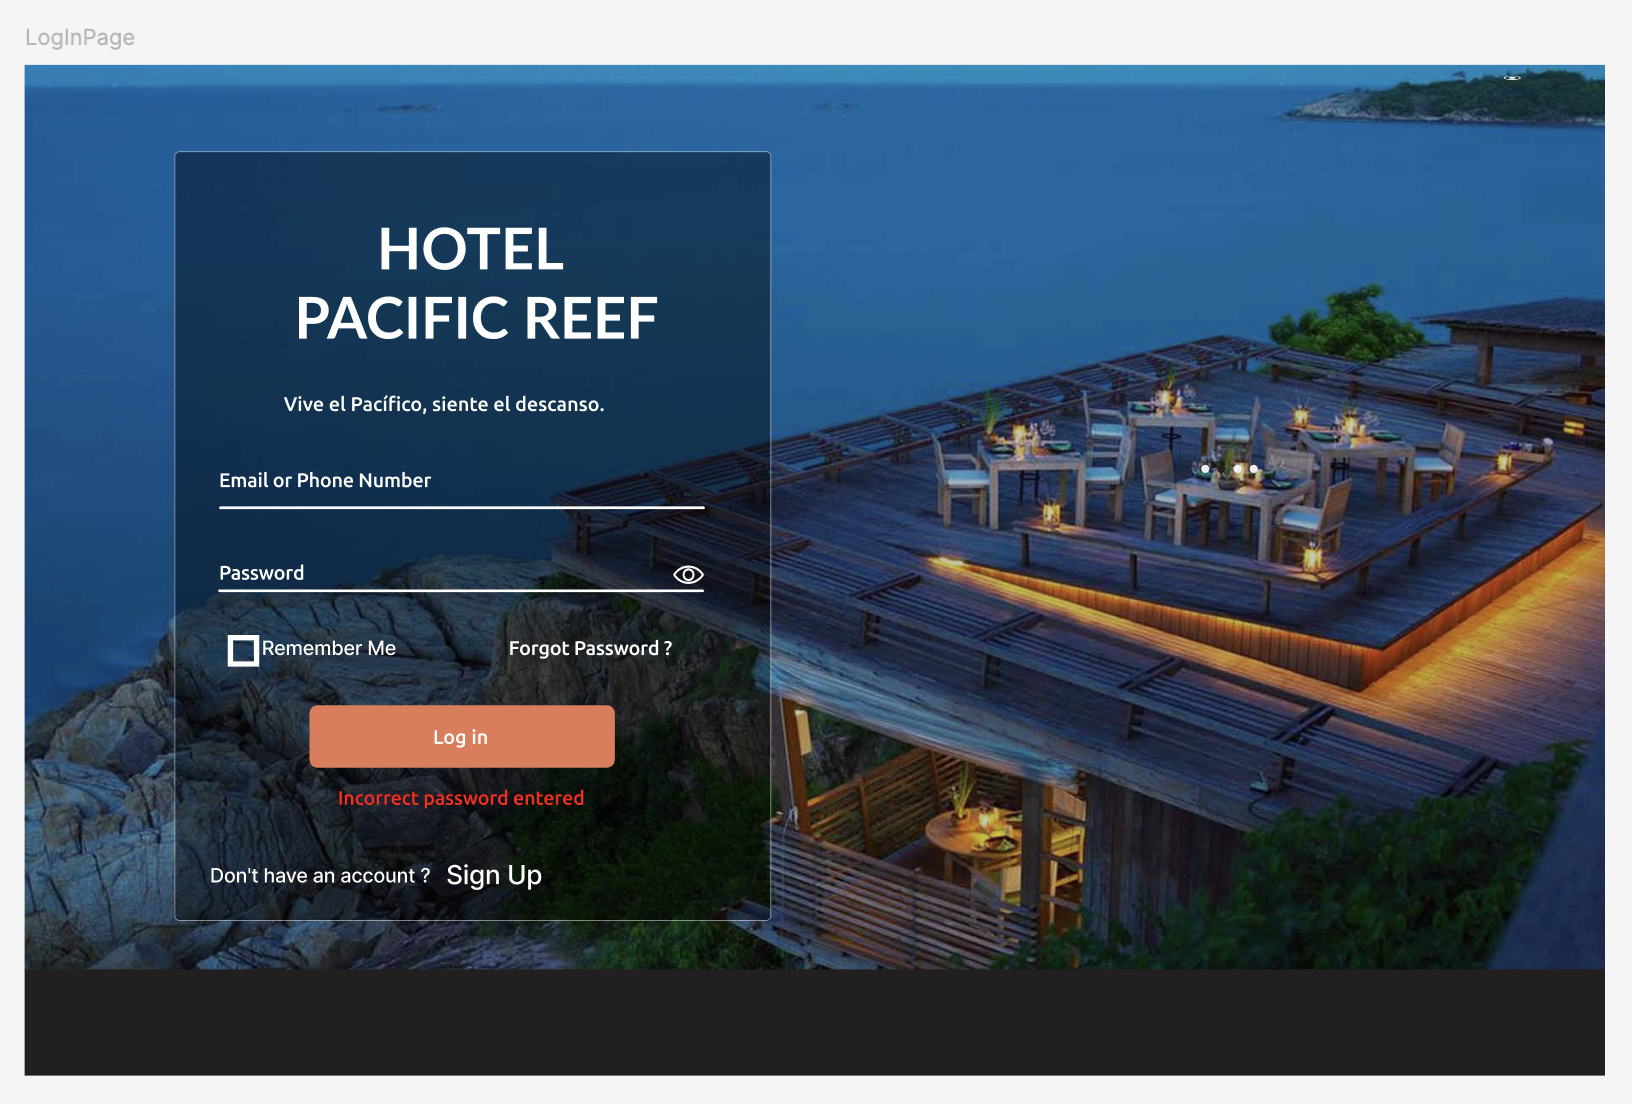 LogInPage
HOTEL
PACIFIC REEF
Vive el Pacífico, siente el descanso.
Email or Phone Number
Password
Remember Me
Forgot Password ?
Log in
Incorrect password entered
Don't have an account ? Sign Up